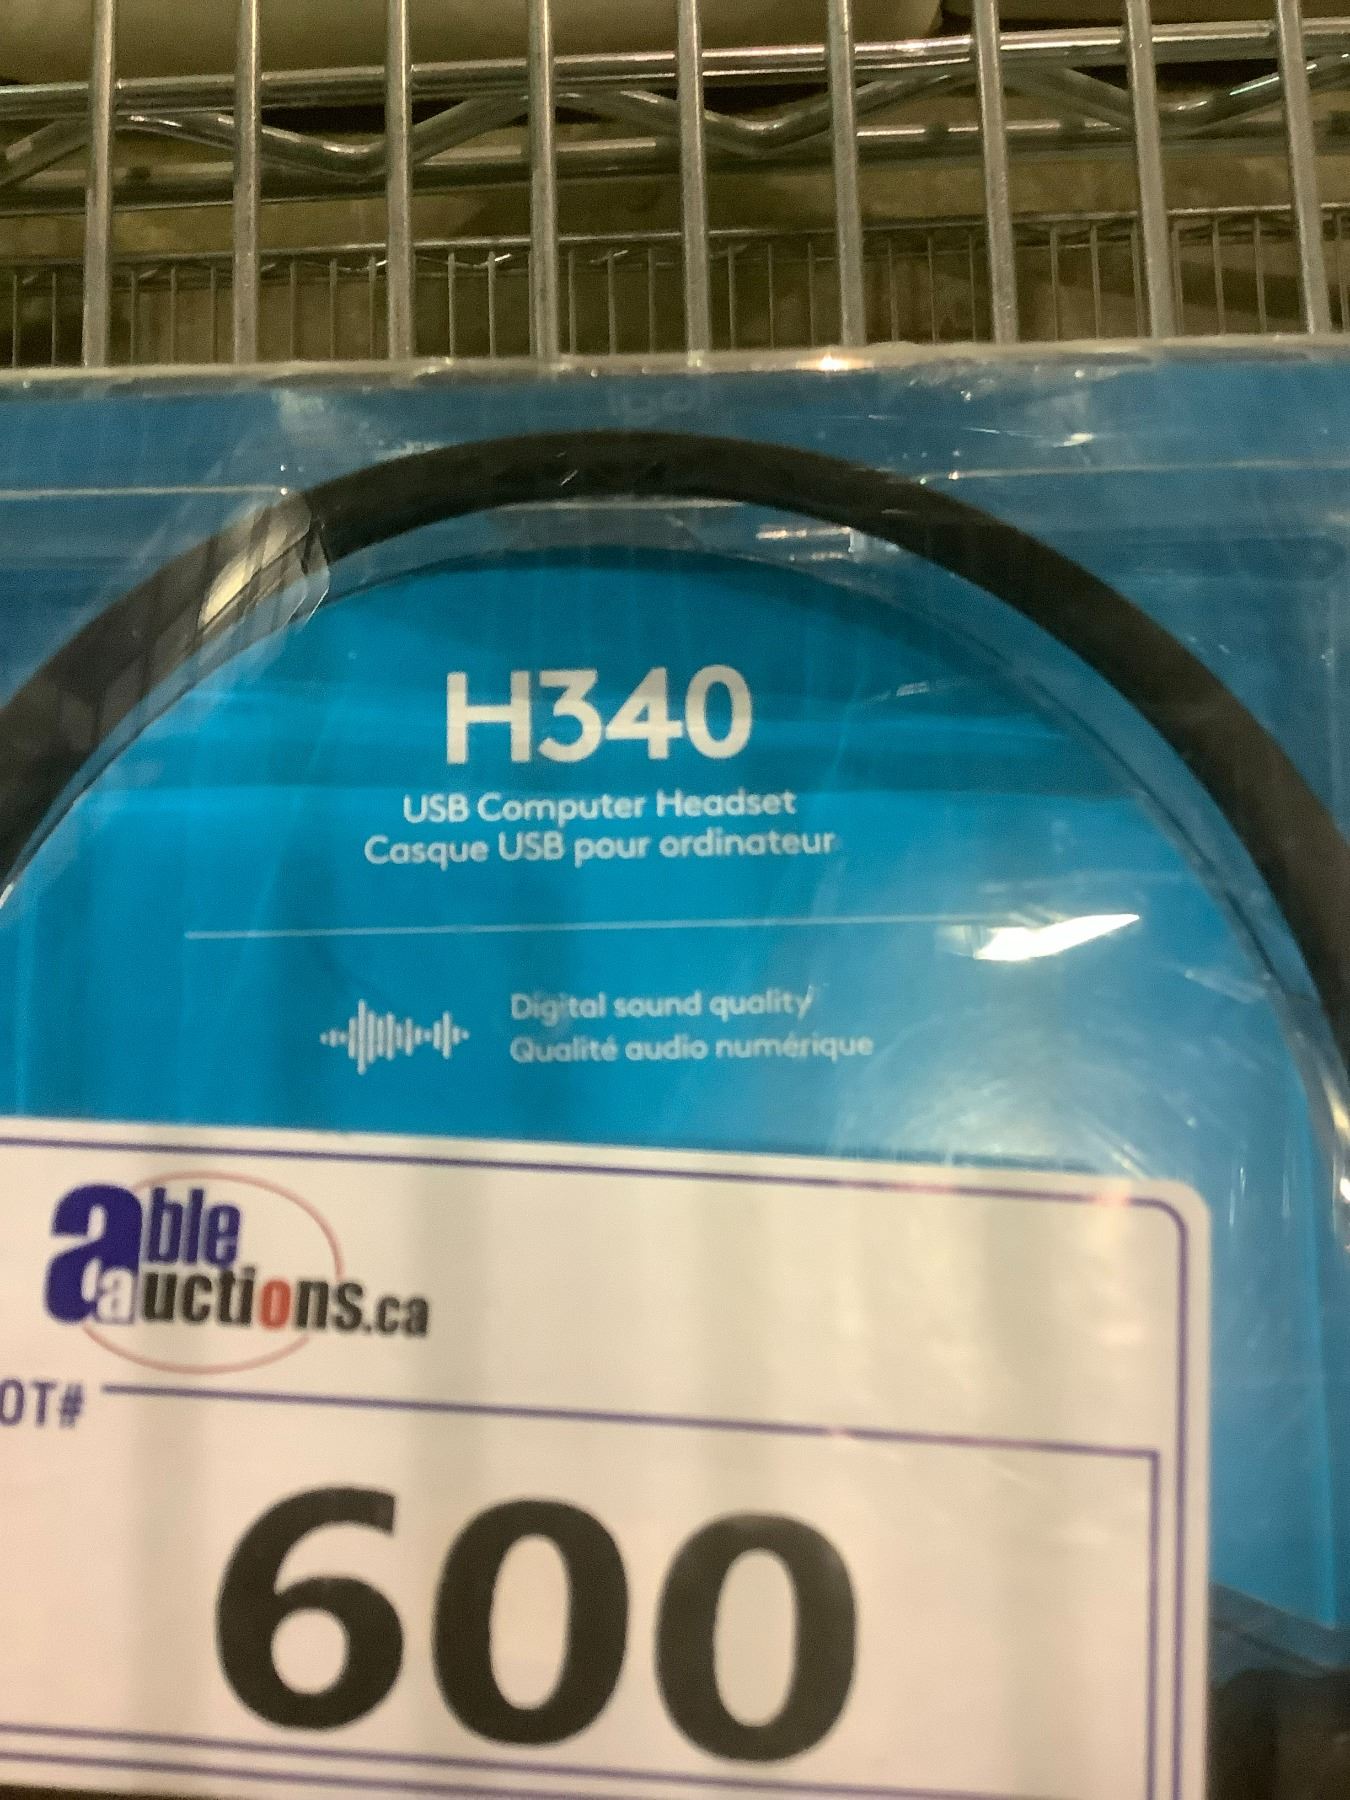 H340
USB Computer Headset
Casque USB pour ordinateur
Digital sound quality
Qualité audio numérique
able
auctions.ca
OT#
600